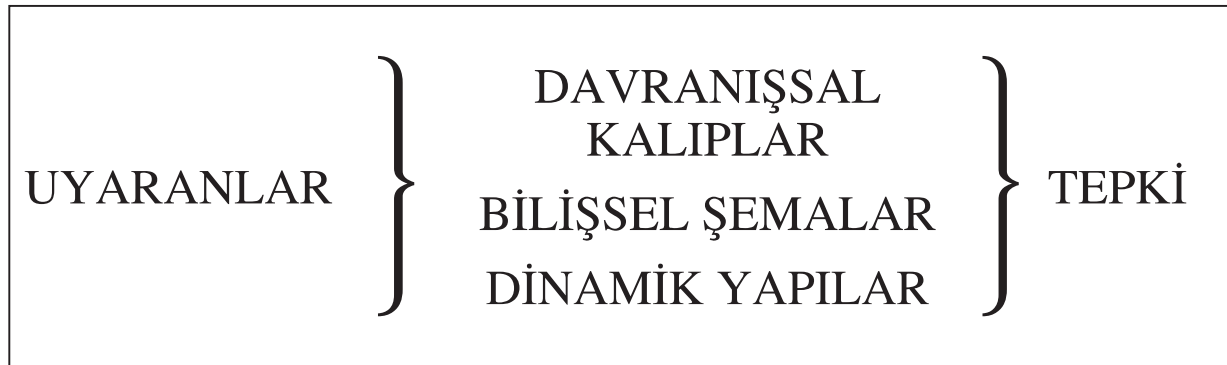 UYARANLAR
DAVRANIŞSAL
KALIPLAR
BİLİŞSEL ŞEMALAR
DİNAMİK YAPILAR
TEPKİ